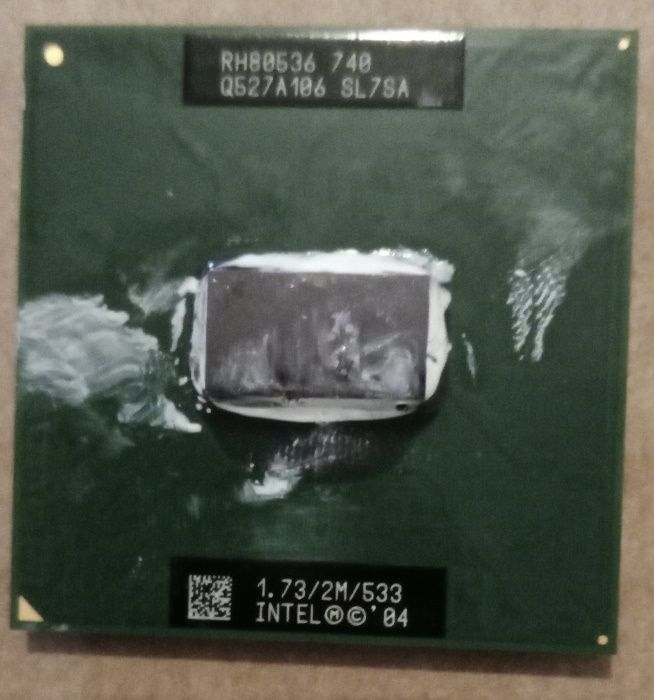 RH80536 740
Q527A106 SL7SA
1.73/2M/533
INTEL Ⓜ©'04